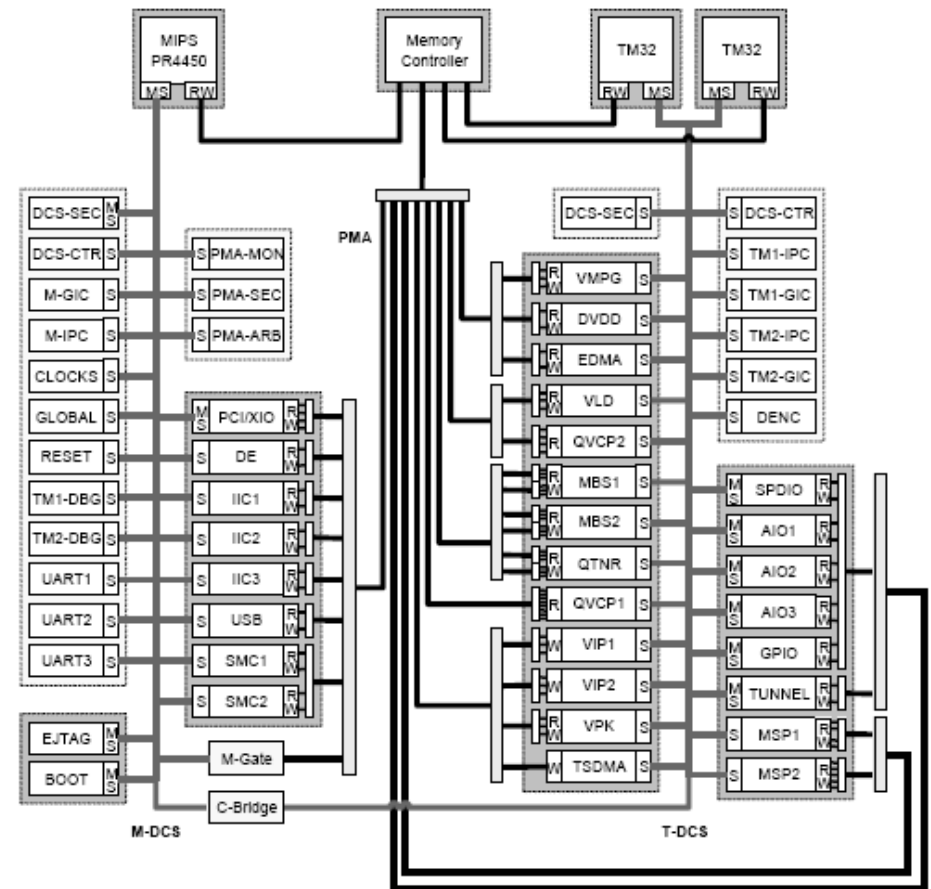 MIPS
PR4450
MS RW
Memory
Controller
TM32
RW MS
TM32
MS RW
DCS-SEC M S
DCS-CTR S
M-GIC S
M-IPC S
CLOCKS S
GLOBAL S
RESET S
TM1-DBG S
TM2-DBG S
UART1 S
UART2 S
UART3 S
EJTAG M S
BOOT M S
S PMA-MON
S PMA-SEC
S PMA-ARB
M S PCI/XIO R W
S DE R W
S IIC1 R W
S IIC2 R W
S IIC3 R W
S USB R W
S SMC1 R W
S SMC2 R W
M-Gate
C-Bridge
M-DCS
PMA
DCS-SEC S
R W VMPG S
R W DVDD S
R W EDMA S
R W VLD S
R QVCP2 S
R W MBS1 S
R W MBS2 S
R W QTNR S
R QVCP1 S
W VIP1 S
W VIP2 S
R W VPK S
W TSDMA S
T-DCS
S DCS-CTR
S TM1-IPC
S TM1-GIC
S TM2-IPC
S TM2-GIC
S DENC
M S SPDIO R W
M S AIO1 R W
M S AIO2 R W
M S AIO3 R W
M S GPIO R W
M S TUNNEL R W
S MSP1 R W
S MSP2 R W